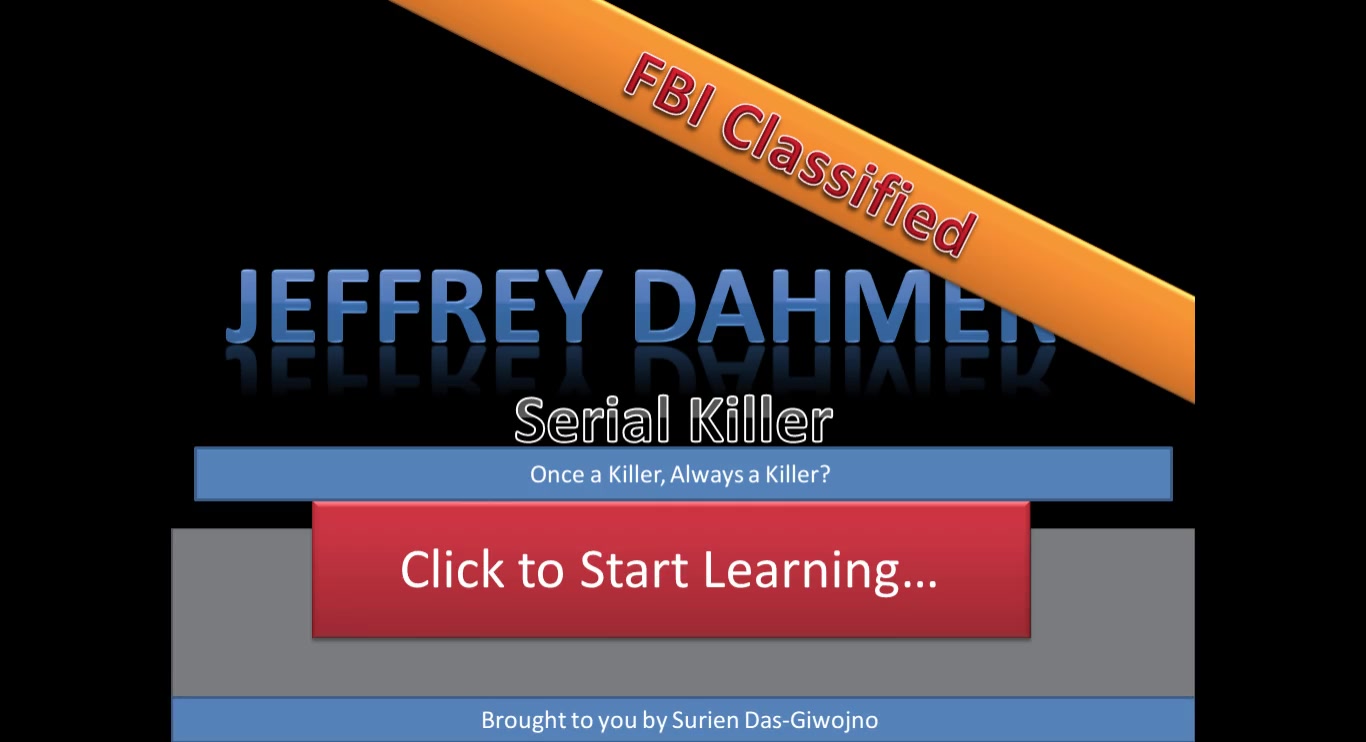 FBI Classified
JEFFREY DAHMER
Serial Killer
Once a Killer, Always a Killer?
Click to Start Learning...
Brought to you by Surien Das-Giwojno